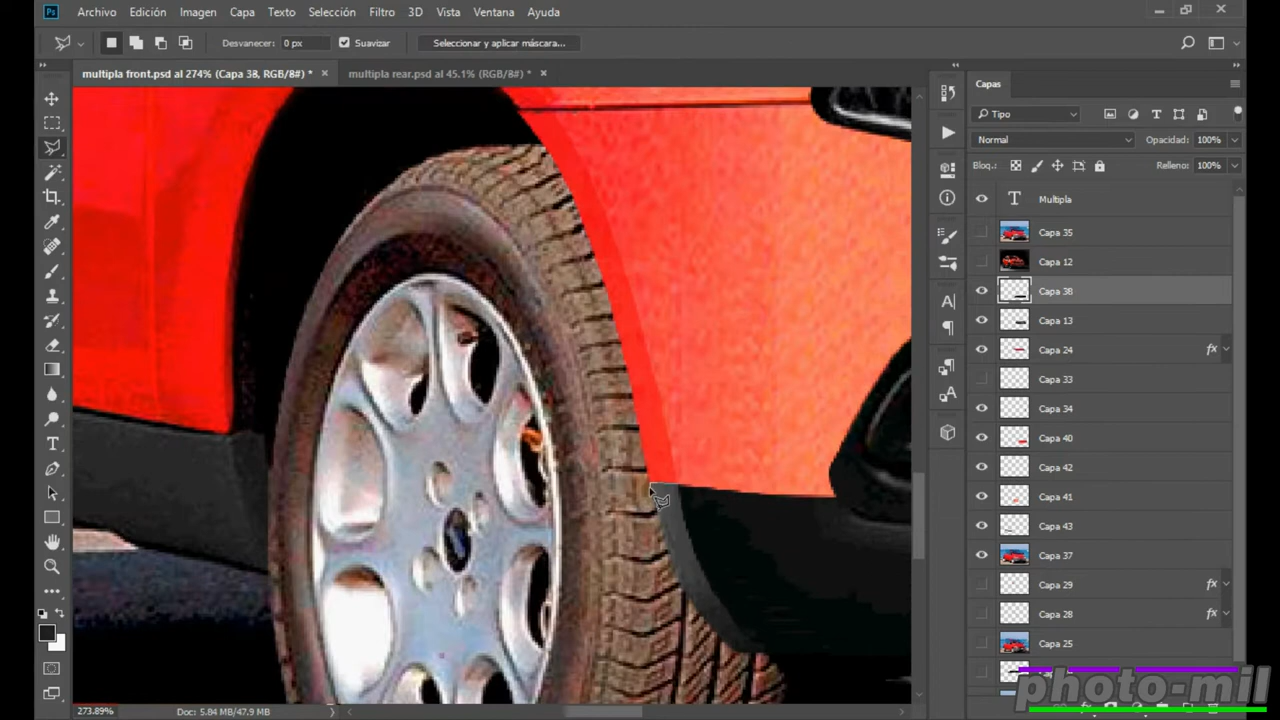 Ps Archivo Edición Imagen Capa Texto Selección Filtro 3D Vista Ventana Ayuda
Desvanecer: 0 px Suavizar Seleccionar y aplicar máscara...
multipla front.psd al 274% (Capa 38, RGB/8#) * × multipla rear.psd al 45.1% (RGB/8#) * ×
Capas
Tipo
Normal Opacidad: 100%
Bloq.: Relleno: 100%
T Multipla
Capa 35
Capa 12
Capa 38
Capa 13
Capa 24 fx
Capa 33
Capa 34
Capa 40
Capa 42
Capa 41
Capa 43
Capa 37
Capa 29 fx
Capa 28 fx
Capa 25
photo-mil
273.89% Doc: 5.84 MB/47.9 MB